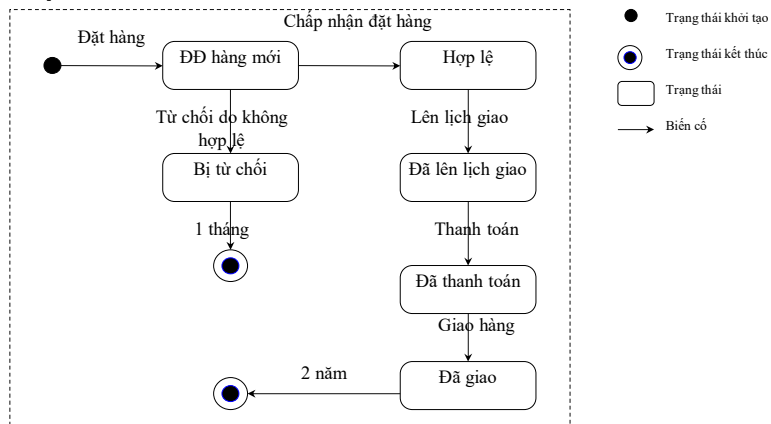 Chấp nhận đặt hàng
Đặt hàng
ĐĐ hàng mới
Hợp lệ
Từ chối do không
hợp lệ
Lên lịch giao
Bị từ chối
Đã lên lịch giao
1 tháng
Thanh toán
Đã thanh toán
Giao hàng
2 năm
Đã giao
Trạng thái khởi tạo
Trạng thái kết thúc
Trạng thái
Biến cố